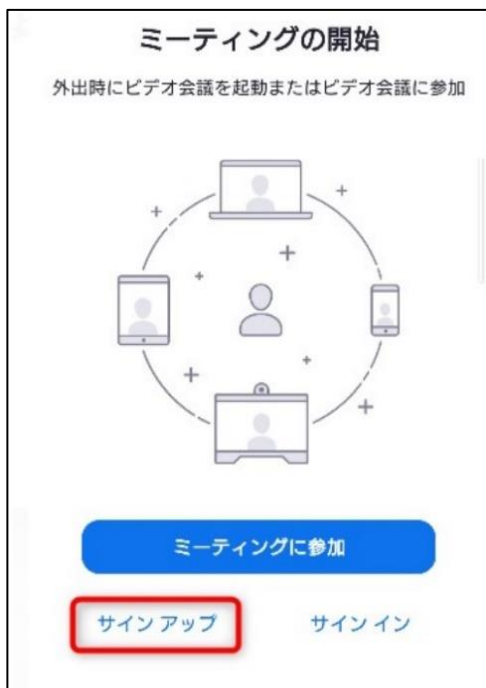 ミーティングの開始
外出時にビデオ会議を起動またはビデオ会議に参加
ミーティングに参加
サイン アップ
サイン イン